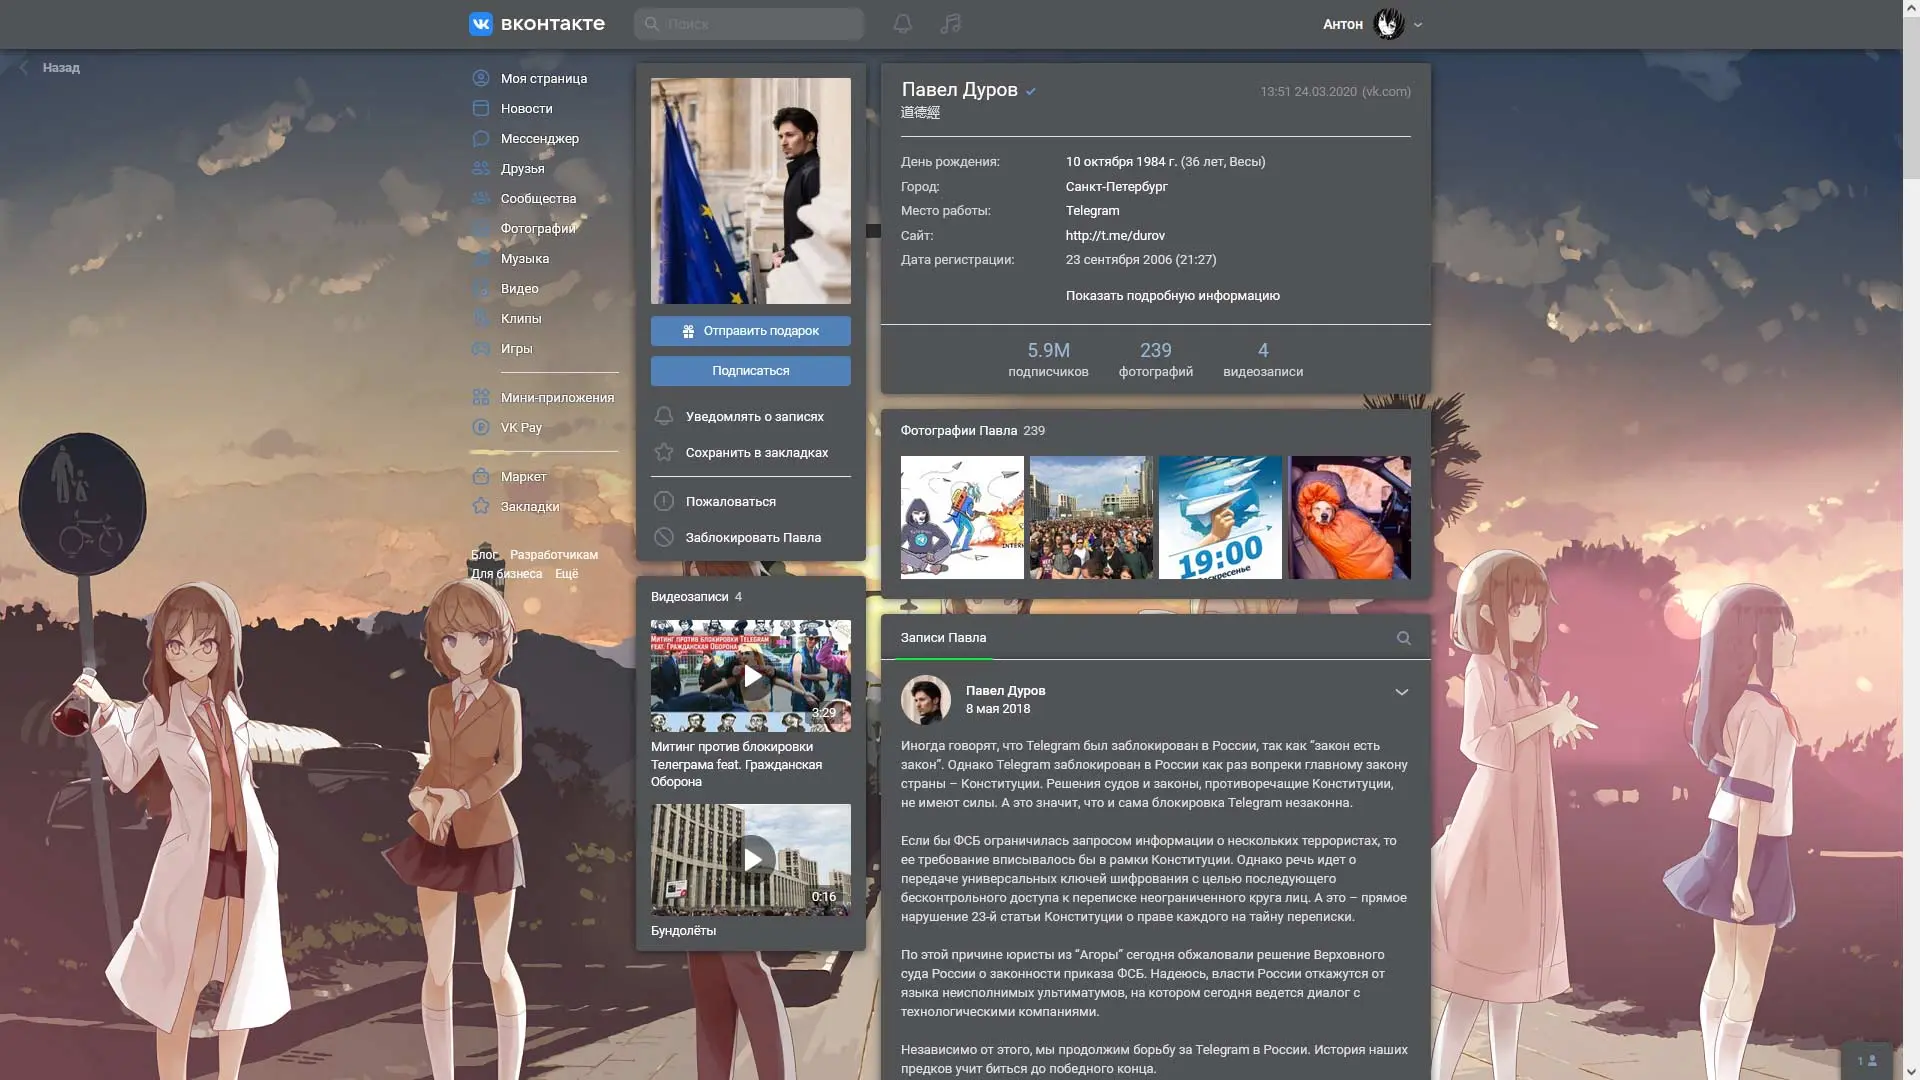 вконтакте
Поиск
Антон
Назад
Моя страница
Новости
Мессенджер
Друзья
Сообщества
Фотографии
Музыка
Видео
Клипы
Игры
Мини-приложения
VK Pay
Маркет
Закладки
Блог Разработчикам
Для бизнеса Ещё
Отправить подарок
Подписаться
Уведомлять о записях
Сохранить в закладках
Пожаловаться
Заблокировать Павла
Видеозаписи 4
МИТИНГ ПРОТИВ БЛОКИРОВКИ TELEGRAM
FEAT. ГРАЖДАНСКАЯ ОБОРОНА
3:29
Митинг против блокировки
Телеграма feat. Гражданская
Оборона
0:16
Бундолёты
Павел Дуров
13:51 24.03.2020 (vk.com)
道德經
День рождения: 10 октября 1984 г. (36 лет, Весы)
Город: Санкт-Петербург
Место работы: Telegram
Сайт: http://t.me/durov
Дата регистрации: 23 сентября 2006 (21:27)
Показать подробную информацию
5.9M 239 4
подписчиков фотографий видеозаписи
Фотографии Павла 239
19:00
Записи Павла
Павел Дуров
8 мая 2018
Иногда говорят, что Telegram был заблокирован в России, так как “закон есть
закон”. Однако Telegram заблокирован в России как раз вопреки главному закону
страны – Конституции. Решения судов и законы, противоречащие Конституции,
не имеют силы. А это значит, что и сама блокировка Telegram незаконна.
Если бы ФСБ ограничилась запросом информации о нескольких террористах, то
ее требование вписывалось бы в рамки Конституции. Однако речь идет о
передаче универсальных ключей шифрования с целью последующего
бесконтрольного доступа к переписке неограниченного круга лиц. А это – прямое
нарушение 23-й статьи Конституции о праве каждого на тайну переписки.
По этой причине юристы из “Агоры” сегодня обжаловали решение Верховного
суда России о законности приказа ФСБ. Надеюсь, власти России откажутся от
языка неисполнимых ультиматумов, на котором сегодня ведется диалог с
технологическими компаниями.
Независимо от этого, мы продолжим борьбу за Telegram в России. История наших
предков учит биться до победного конца.
1